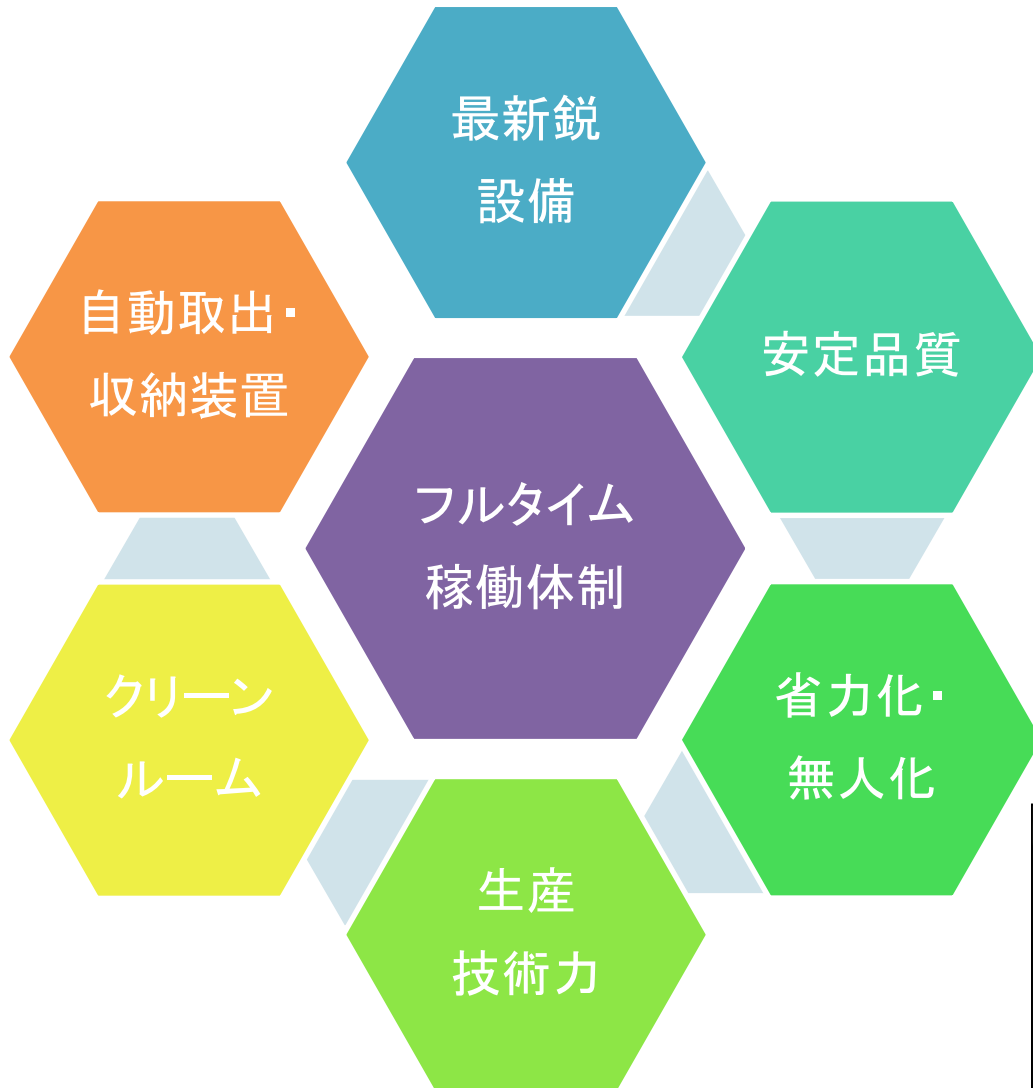 最新鋭
設備
安定品質
省力化・
無人化
生産
技術力
クリーン
ルーム
自動取出・
収納装置
フルタイム
稼働体制